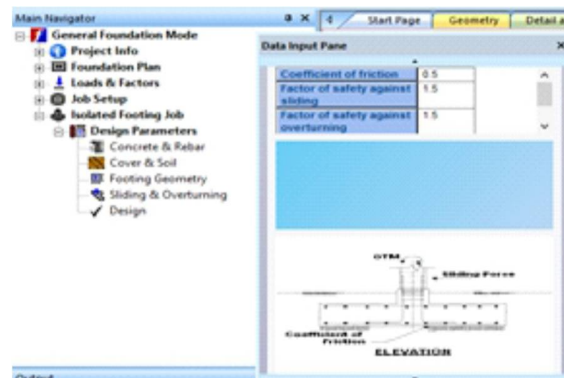 Main Navigator
General Foundation Mode
Project Info
Foundation Plan
Loads & Factors
Job Setup
Isolated Footing Job
Design Parameters
Concrete & Rebar
Cover & Soil
Footing Geometry
Sliding & Overturning
Design
Output
Start Page
Geometry
Detail a
Data Input Pane
Coefficient of friction 0.5
Factor of safety against sliding 1.5
Factor of safety against overturning 1.5
OTM
Sliding Force
Coefficient of
Friction
ELEVATION